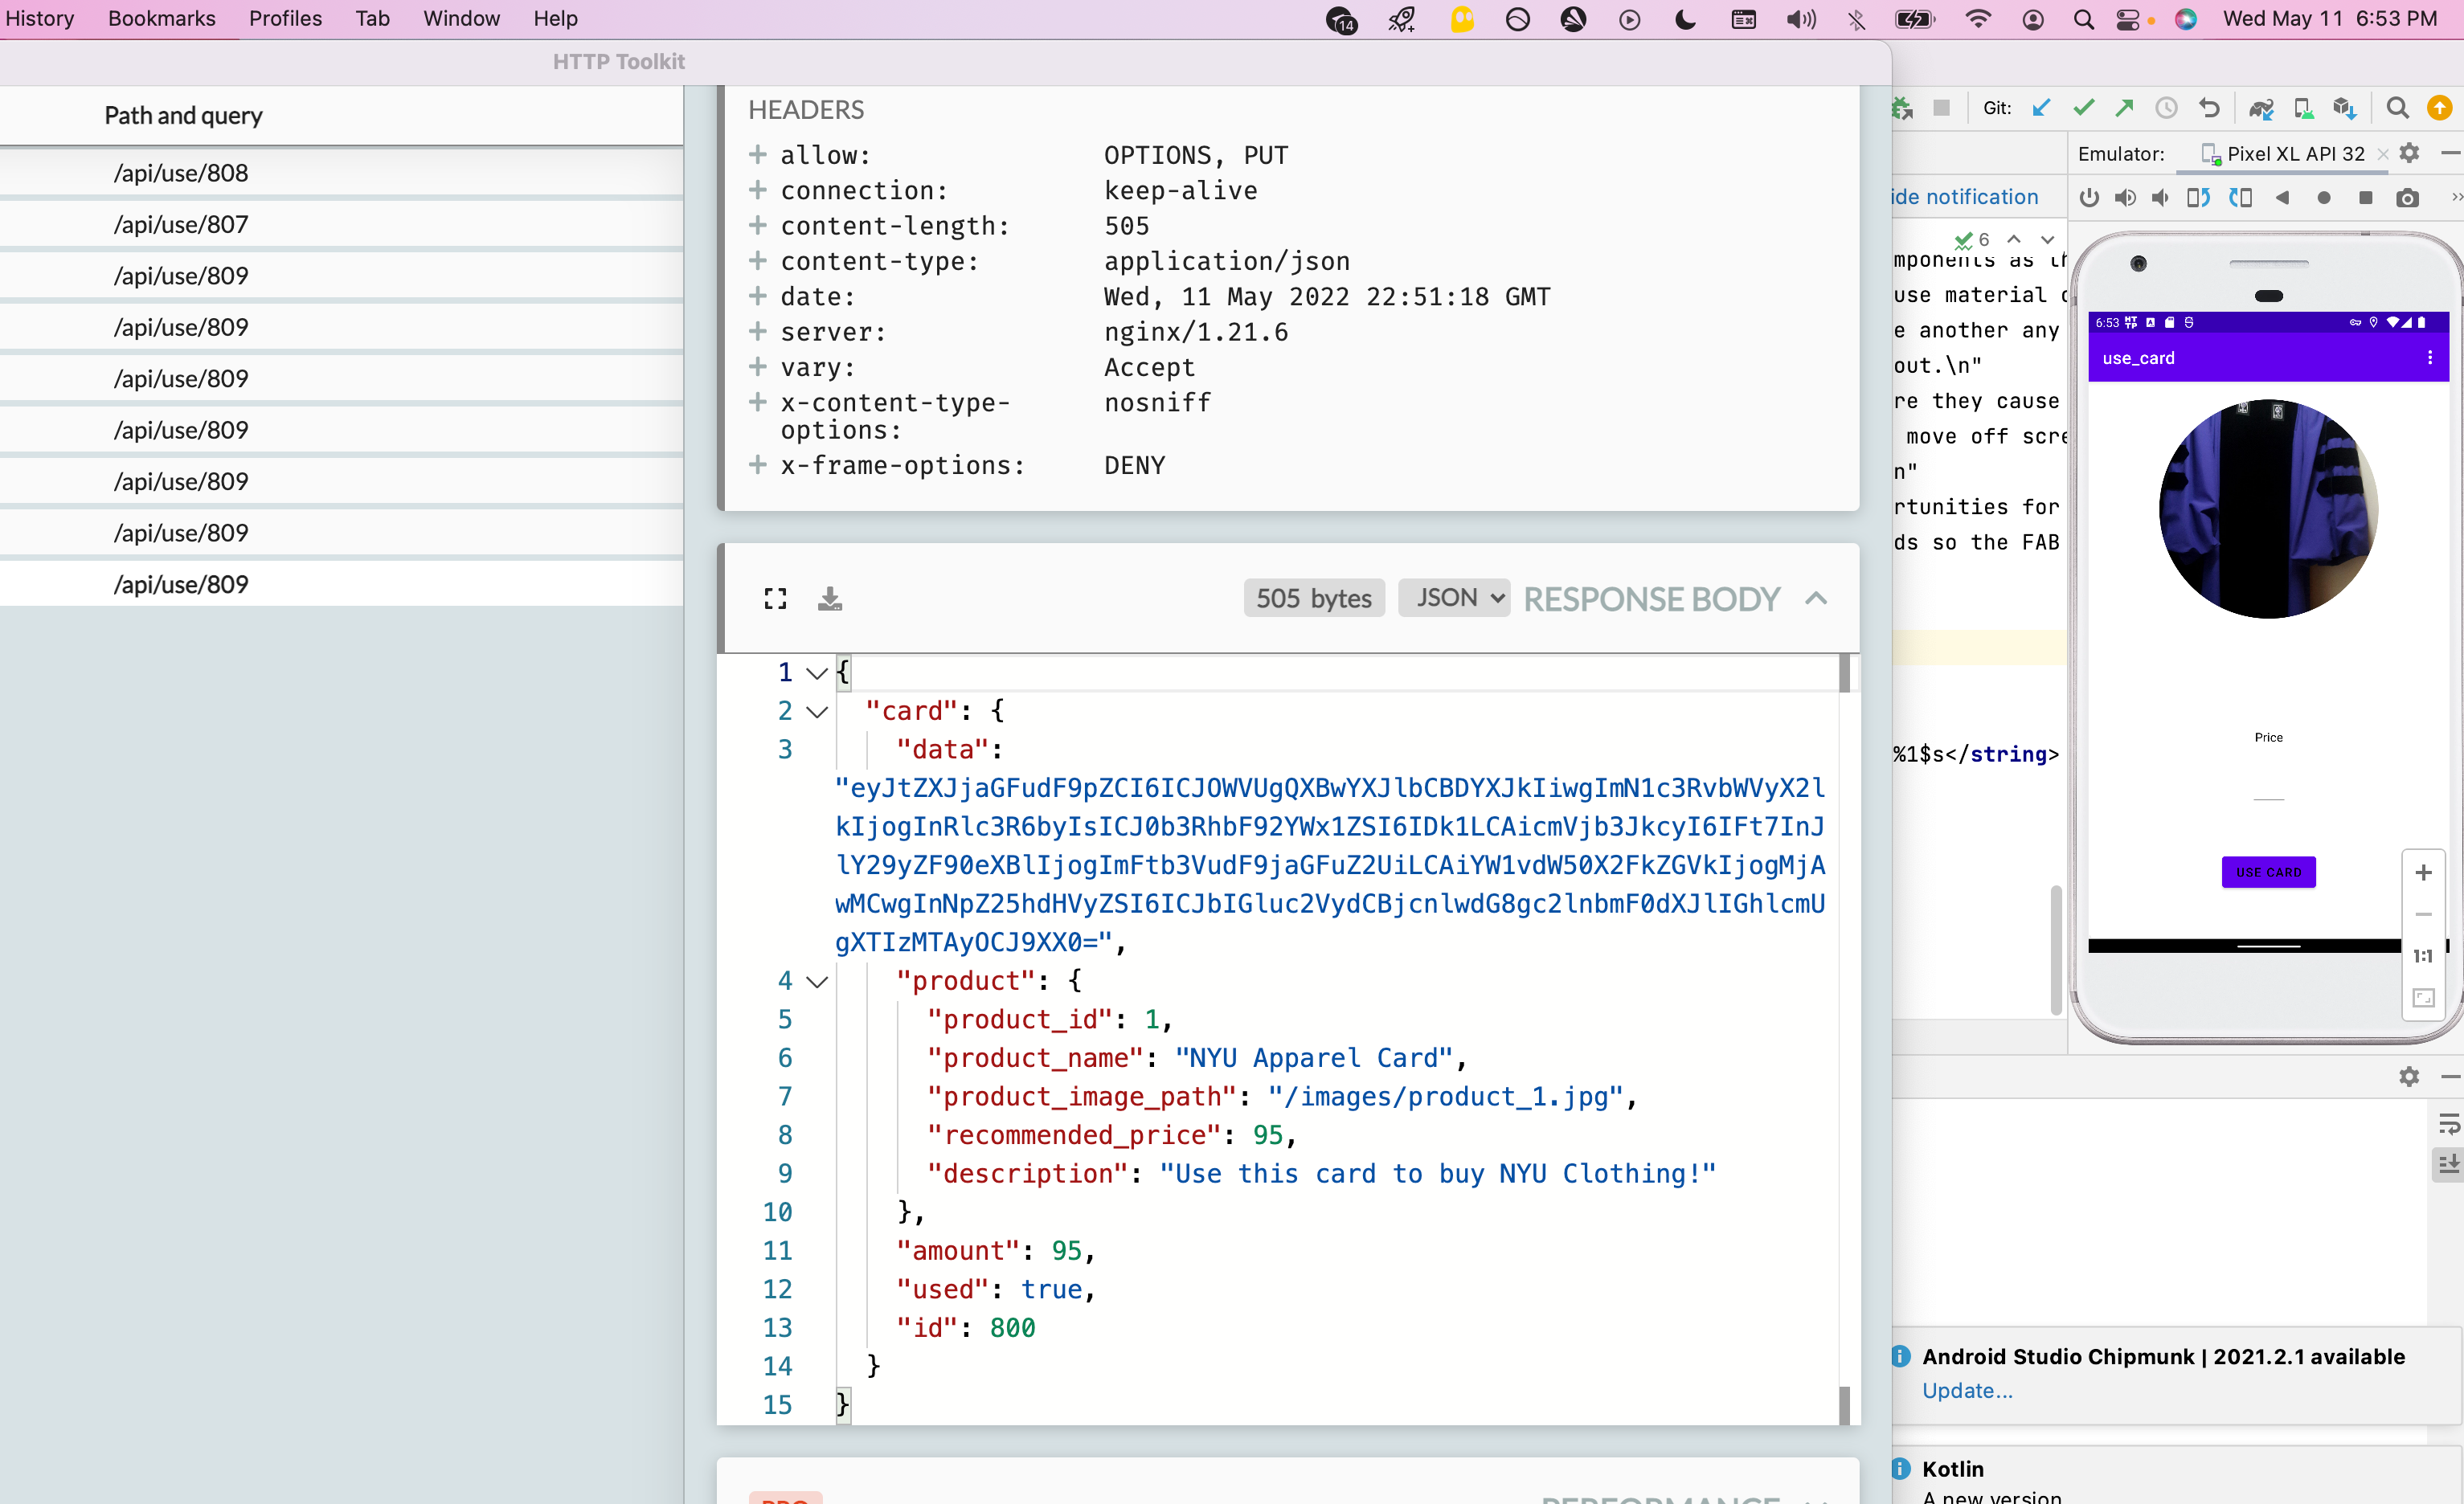 History Bookmarks Profiles Tab Window Help 14 Wed May 11 6:53 PM
HTTP Toolkit
Path and query
/api/use/808
/api/use/807
/api/use/809
/api/use/809
/api/use/809
/api/use/809
/api/use/809
/api/use/809
/api/use/809
HEADERS
+ allow: OPTIONS, PUT
+ connection: keep-alive
+ content-length: 505
+ content-type: application/json
+ date: Wed, 11 May 2022 22:51:18 GMT
+ server: nginx/1.21.6
+ vary: Accept
+ x-content-type- nosniff
options:
+ x-frame-options: DENY
505 bytes JSON RESPONSE BODY
1 {
2 "card": {
3 "data":
"eyJtZXJjaGFudF9pZCI6ICJOWVUgQXBwYXJlbCBDYXJkIiwgImN1c3RvbWVyX2l
kIjogInRlc3R6byIsICJ0b3RhbF92YWx1ZSI6IDk1LCAicmVjb3JkcyI6IFt7InJ
lY29yZF90eXBlIjogImFtb3VudF9jaGFuZ2UiLCAiYW1vdW50X2FkZGVkIjogMjA
wMCwgInNpZ25hdHVyZSI6ICJbIGluc2VydCBjcnlwdG8gc2lnbmF0dXJlIGhlcmU
gXTIzMTAyOCJ9XX0=",
4 "product": {
5 "product_id": 1,
6 "product_name": "NYU Apparel Card",
7 "product_image_path": "/images/product_1.jpg",
8 "recommended_price": 95,
9 "description": "Use this card to buy NYU Clothing!"
10 },
11 "amount": 95,
12 "used": true,
13 "id": 800
14 }
15 }
Git:
Emulator: Pixel XL API 32
ide notification
6
mponents as th
use material c
e another any
out.\n"
re they cause
move off scre
n"
rtunities for
ds so the FAB
%1$s</string>
6:53
use_card
Price
USE CARD
1:1
Android Studio Chipmunk | 2021.2.1 available
Update...
Kotlin
A new version